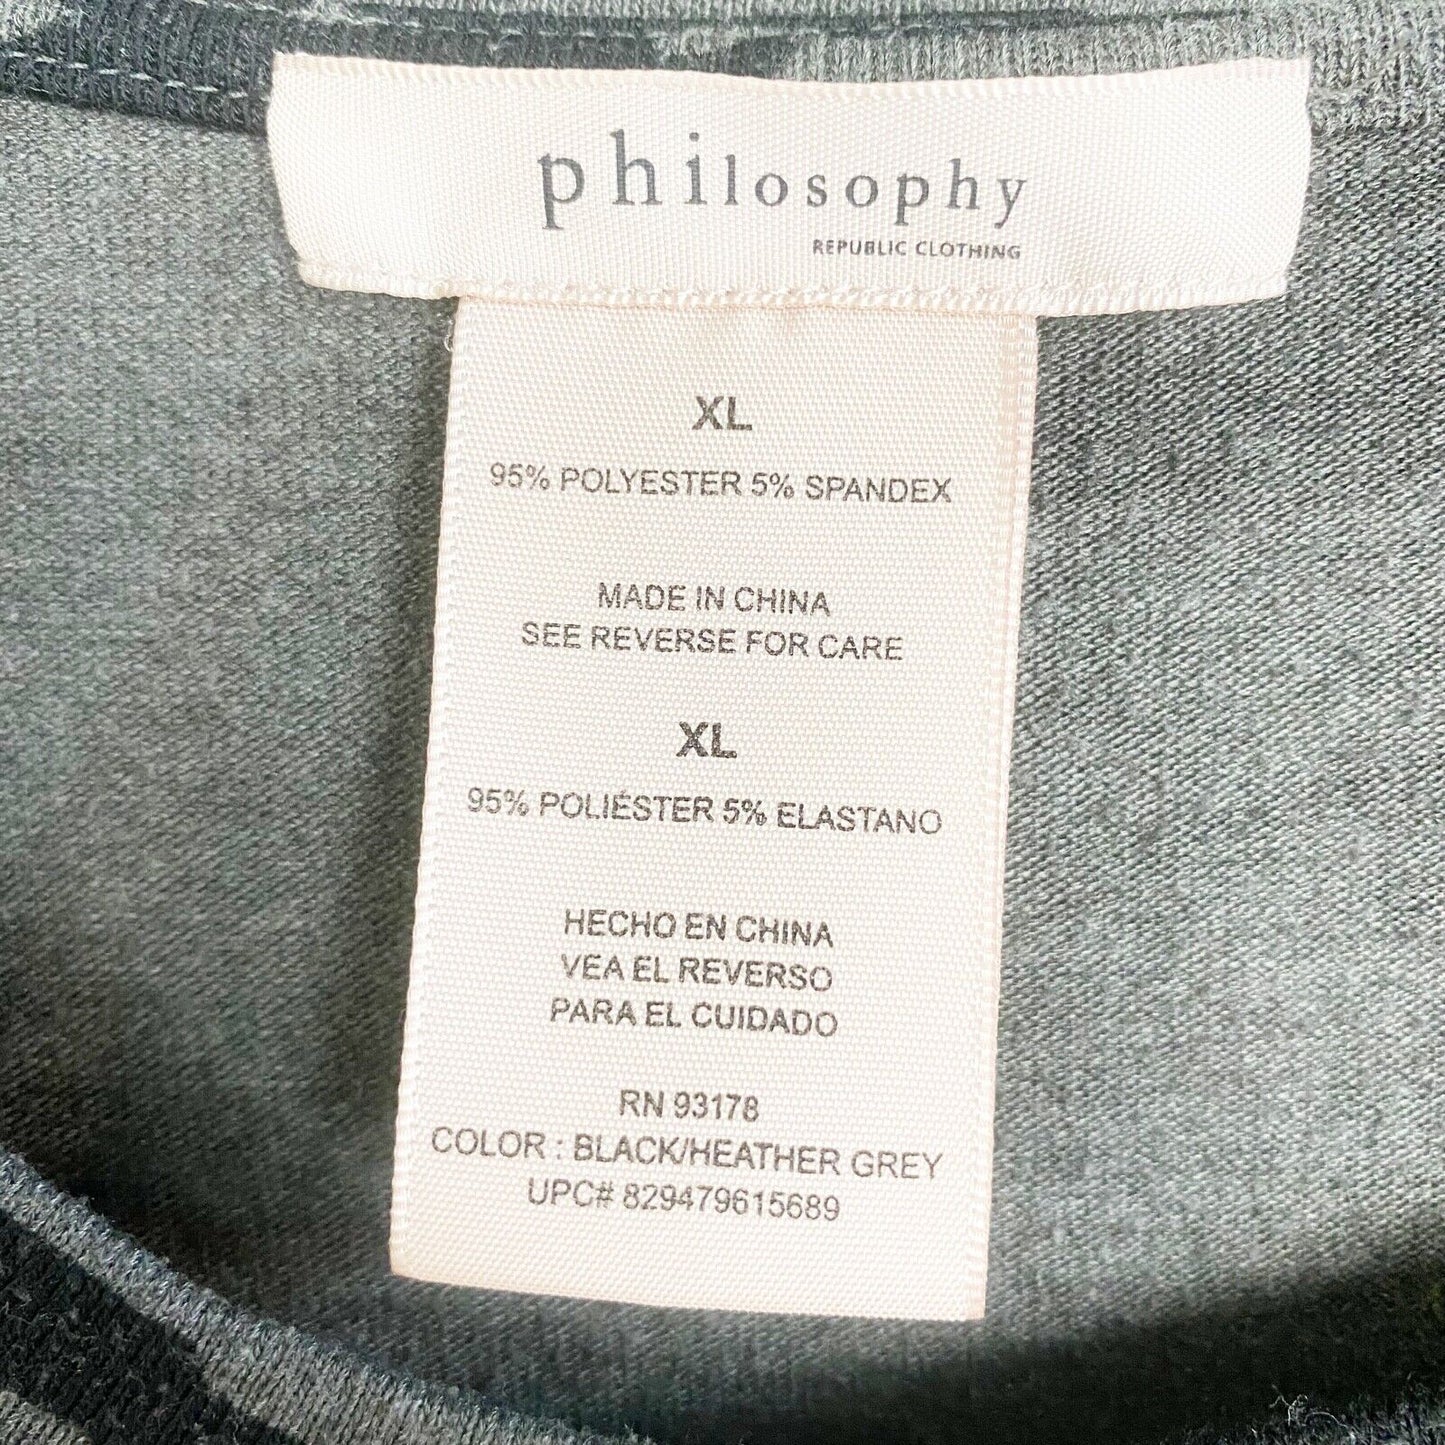 philosophy
REPUBLIC CLOTHING
XL
95% POLYESTER 5% SPANDEX
MADE IN CHINA
SEE REVERSE FOR CARE
XL
95% POLIÉSTER 5% ELASTANO
HECHO EN CHINA
VEA EL REVERSO
PARA EL CUIDADO
RN 93178
COLOR : BLACK/HEATHER GREY
UPC# 829479615689